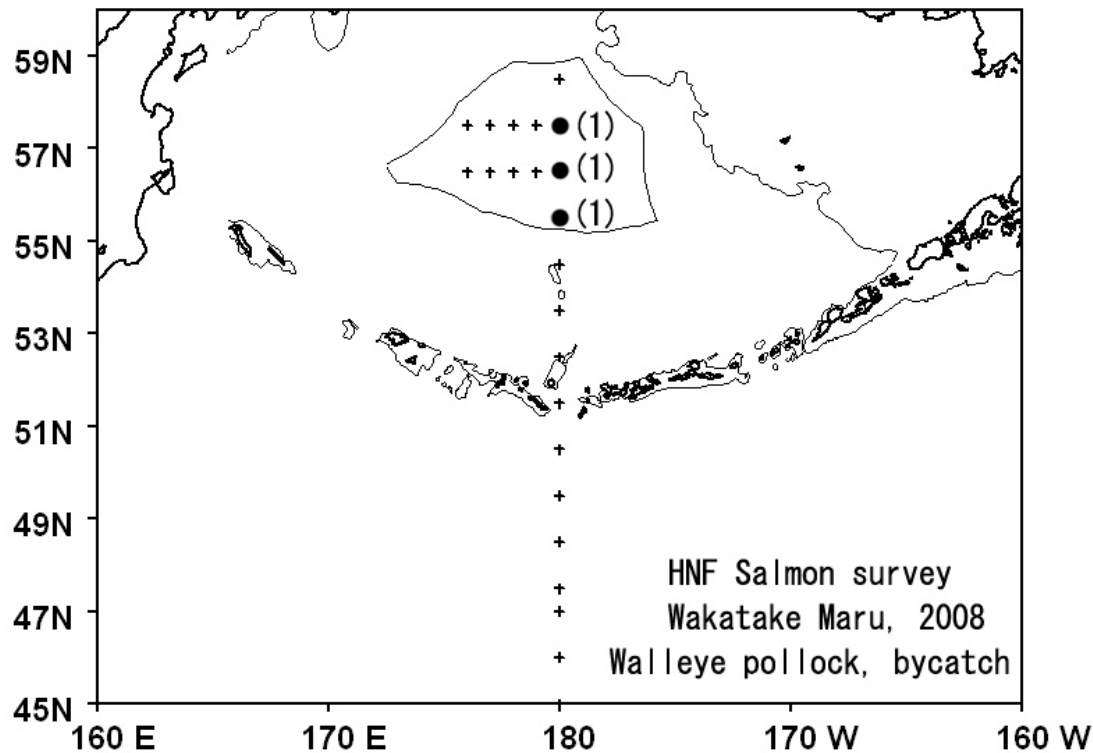 59N
(1)
57N
(1)
(1)
55N
53N
51N
49N
HNF Salmon survey
47N
Wakatake Maru, 2008
Walleye pollock, bycatch
45N
160 E 170 E 180 170 W 160 W